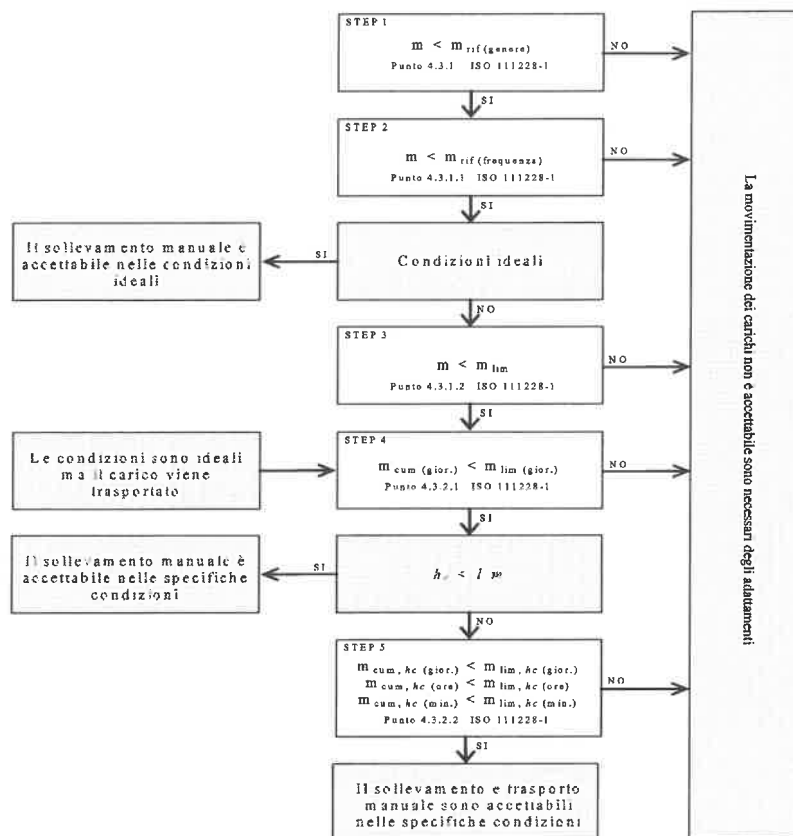 STEP 1
m < m rif (genere)
Punto 4.3.1 ISO 111228-1
NO
SI
STEP 2
m < m rif (frequenza)
Punto 4.3.1.1 ISO 111228-1
NO
SI
Il sollevamento manuale è
accettabile nelle condizioni
ideali
SI
Condizioni ideali
NO
STEP 3
m < m lim
Punto 4.3.1.2 ISO 111228-1
NO
SI
Le condizioni sono ideali
ma il carico viene
trasportato
STEP 4
m cum (gior.) < m lim (gior.)
Punto 4.3.2.1 ISO 111228-1
NO
SI
Il sollevamento manuale è
accettabile nelle specifiche
condizioni
SI
h < 1 m
NO
STEP 5
m cum, hc (gior.) < m lim, hc (gior.)
m cum, hc (ore) < m lim, hc (ore)
m cum, hc (min.) < m lim, hc (min.)
Punto 4.3.2.2 ISO 111228-1
NO
SI
Il sollevamento e trasporto
manuale sono accettabili
nelle specifiche condizioni
La movimentazione dei carichi non è accettabile sono necessari degli adattamenti